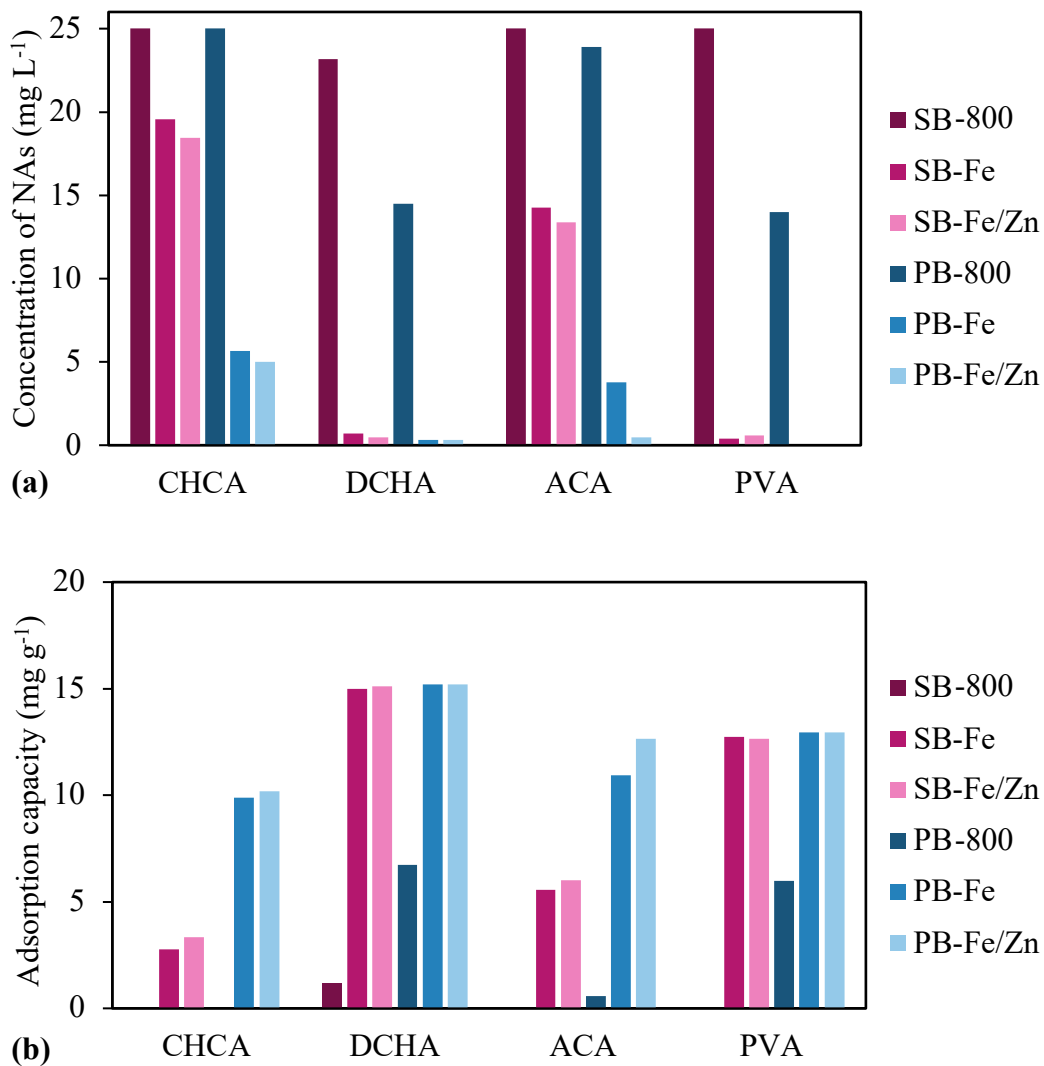 Concentration of NAs (mg L⁻¹)
25
20
15
10
5
0
CHCA DCHA ACA PVA
SB-800
SB-Fe
SB-Fe/Zn
PB-800
PB-Fe
PB-Fe/Zn
(a)
Adsorption capacity (mg g⁻¹)
20
15
10
5
0
CHCA DCHA ACA PVA
SB-800
SB-Fe
SB-Fe/Zn
PB-800
PB-Fe
PB-Fe/Zn
(b)